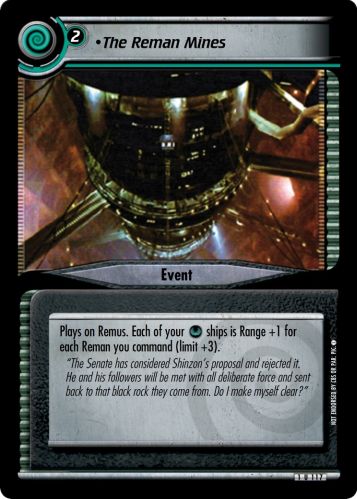 2
•The Reman Mines
Event
Plays on Remus. Each of your ships is Range +1 for
each Reman you command (limit +3).
"The Senate has considered Shinzon's proposal and rejected it.
He and his followers will be met with all deliberate force and sent
back to that black rock they come from. Do I make myself clear?"
NOT ENDORSED BY CBS OR PAR. PIC.
1 B 117